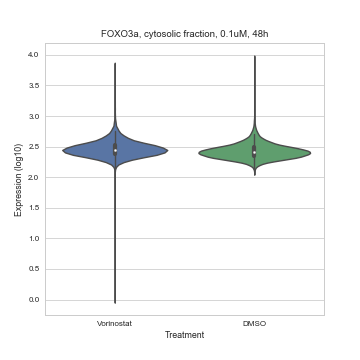 FOXO3a, cytosolic fraction, 0.1uM, 48h
4.0
3.5
3.0
2.5
2.0
1.5
1.0
0.5
0.0
Expression (log10)
Vorinostat
DMSO
Treatment